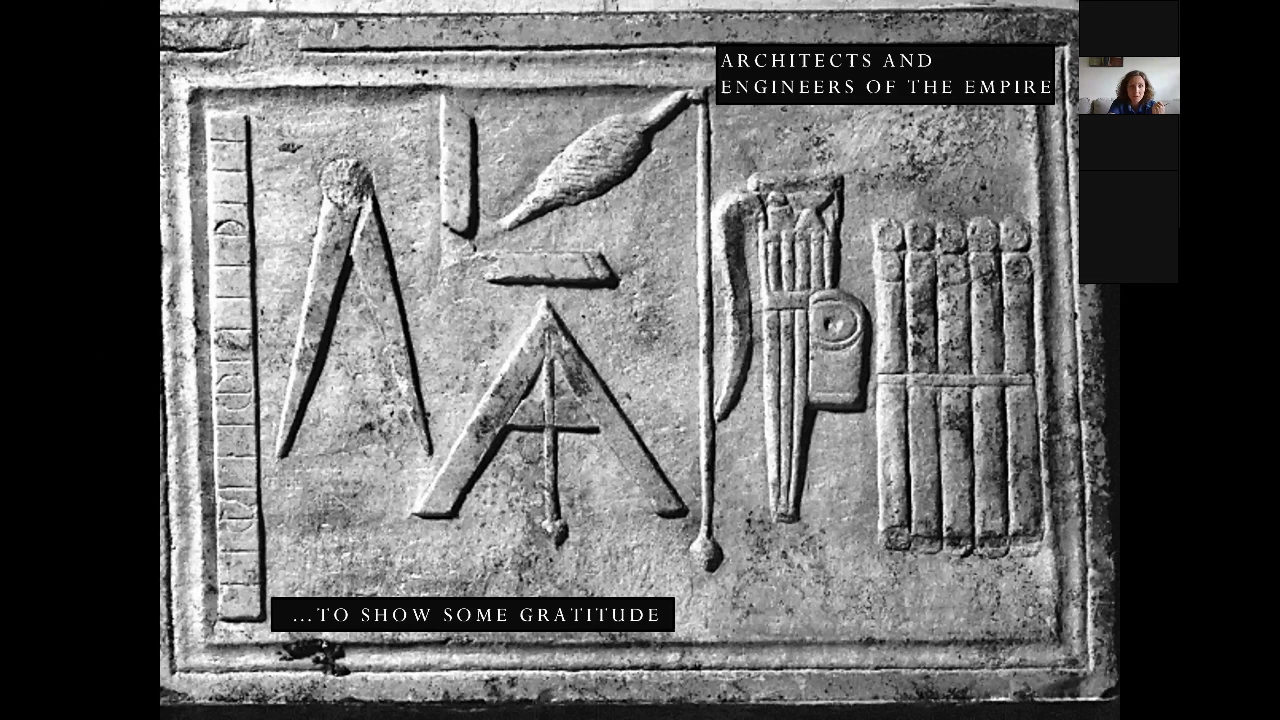 ARCHITECTS AND
ENGINEERS OF THE EMPIRE
...TO SHOW SOME GRATITUDE